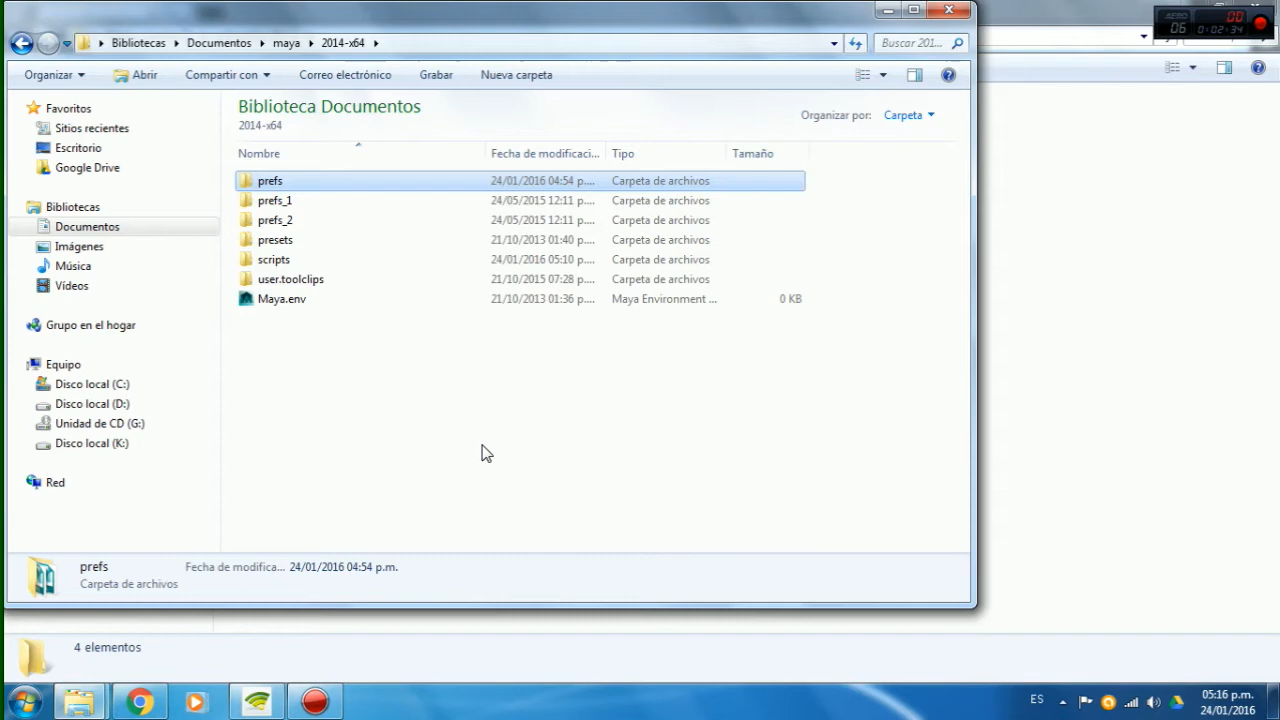 AERO
06
00
0:02:34
Bibliotecas
Documentos
maya
2014-x64
Buscar 201...
Organizar
Abrir
Compartir con
Correo electrónico
Grabar
Nueva carpeta
Favoritos
Sitios recientes
Escritorio
Google Drive
Bibliotecas
Documentos
Imágenes
Música
Vídeos
Grupo en el hogar
Equipo
Disco local (C:)
Disco local (D:)
Unidad de CD (G:)
Disco local (K:)
Red
Biblioteca Documentos
2014-x64
Organizar por: Carpeta
Nombre Fecha de modificaci... Tipo Tamaño
prefs 24/01/2016 04:54 p.... Carpeta de archivos
prefs_1 24/05/2015 12:11 p.... Carpeta de archivos
prefs_2 24/05/2015 12:11 p.... Carpeta de archivos
presets 21/10/2013 01:40 p.... Carpeta de archivos
scripts 24/01/2016 05:10 p.... Carpeta de archivos
user.toolclips 21/10/2015 07:28 p.... Carpeta de archivos
Maya.env 21/10/2013 01:36 p.... Maya Environment ... 0 KB
prefs Fecha de modifica... 24/01/2016 04:54 p.m.
Carpeta de archivos
4 elementos
ES
05:16 p.m.
24/01/2016